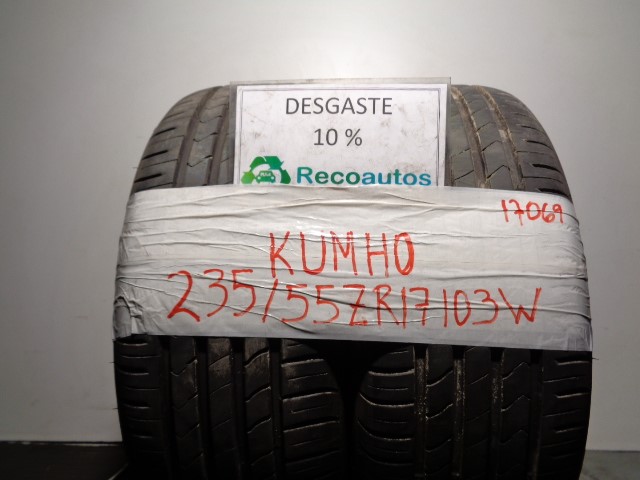 DESGASTE
10 %
Recoautos
17069
KUMHO
235/55ZR17103W